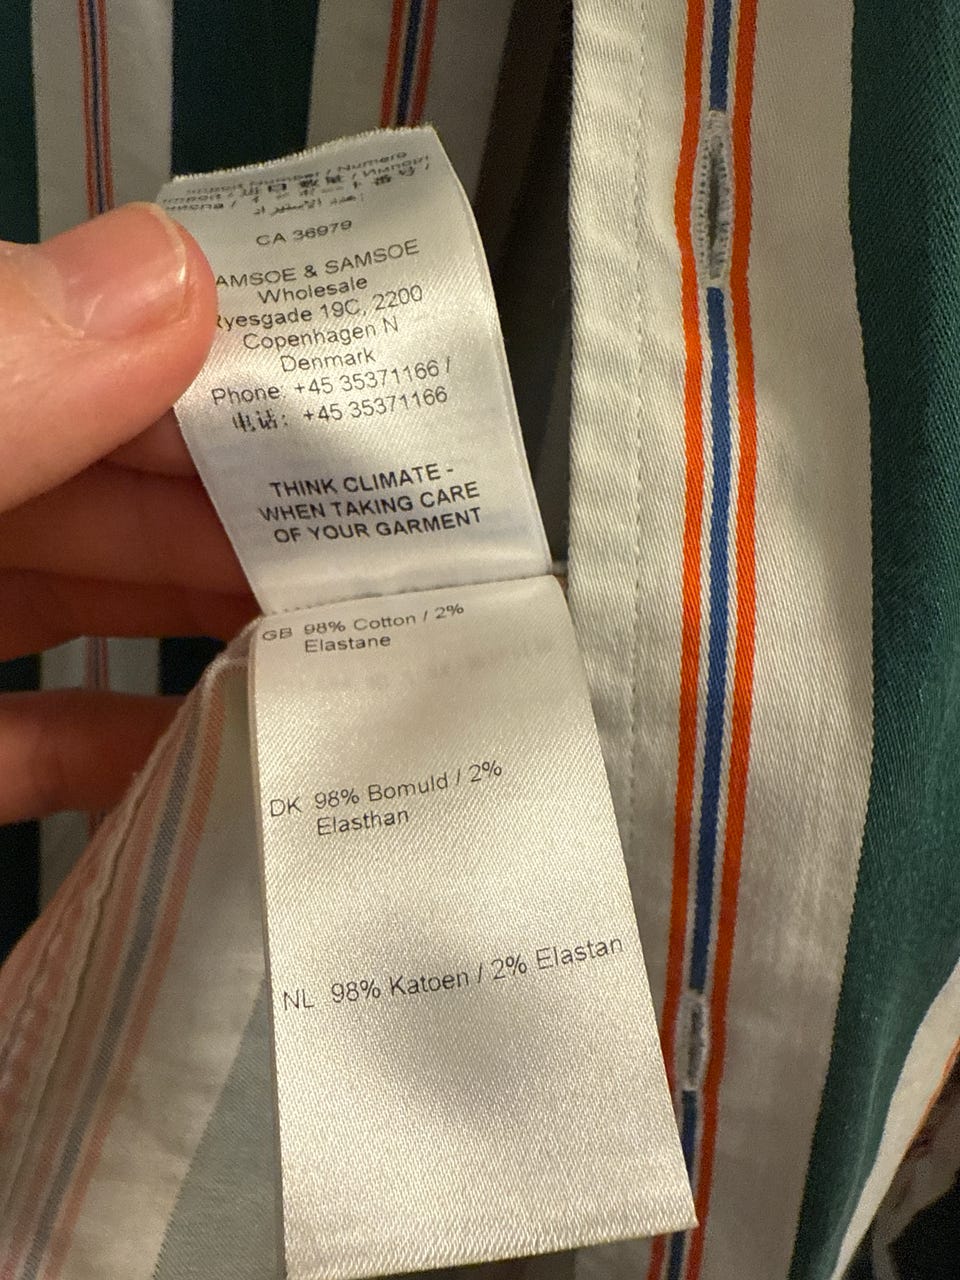 CA 36979
AMSOE & SAMSOE
Wholesale
Ryesgade 19C, 2200
Copenhagen N
Denmark
Phone: +45 35371166 /
电话: +45 35371166
THINK CLIMATE -
WHEN TAKING CARE
OF YOUR GARMENT
GB 98% Cotton / 2%
Elastane
DK 98% Bomuld / 2%
Elasthan
NL 98% Katoen / 2% Elastan